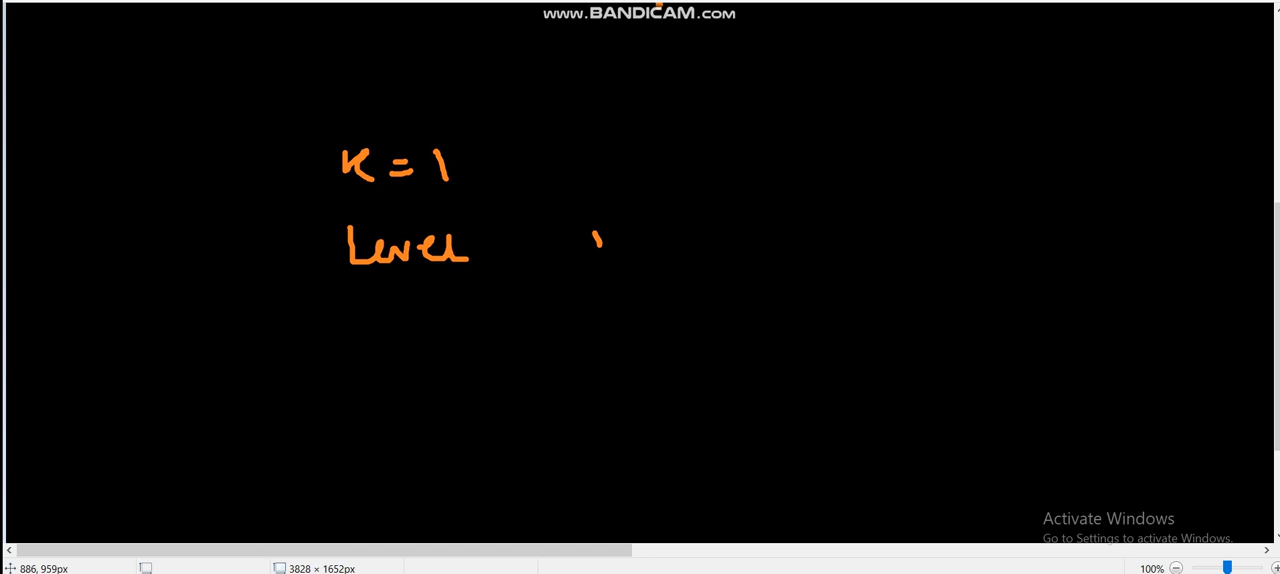 www.BANDICAM.com
K = 1
Level
Activate Windows
Go to Settings to activate Windows.
886, 959px
3828 × 1652px
100%